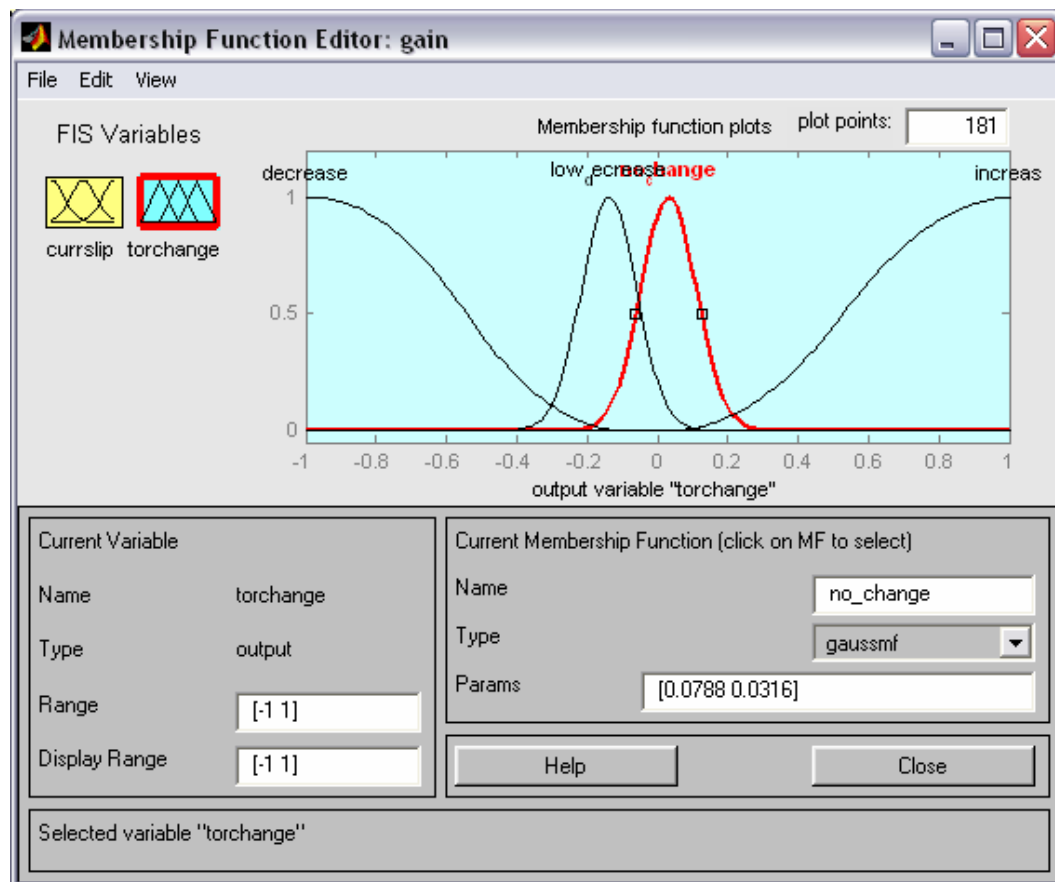 Membership Function Editor: gain
File Edit View
FIS Variables
currslip torchange
Membership function plots plot points: 181
decrease low_decrease no_change increas
1
0.5
0
-1 -0.8 -0.6 -0.4 -0.2 0 0.2 0.4 0.6 0.8 1
output variable "torchange"
Current Variable
Name torchange
Type output
Range [-1 1]
Display Range [-1 1]
Current Membership Function (click on MF to select)
Name no_change
Type gaussmf
Params [0.0788 0.0316]
Help Close
Selected variable "torchange"